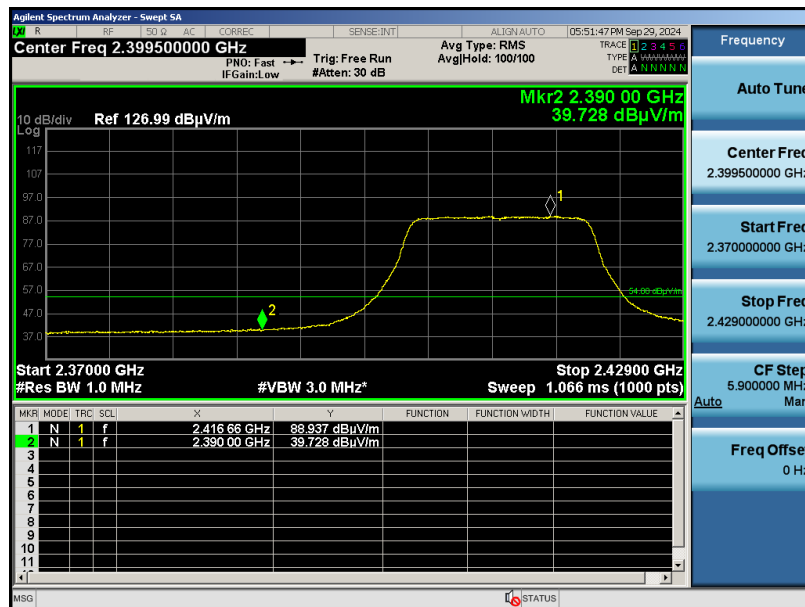 Agilent Spectrum Analyzer - Swept SA
LXI R RF 50 Ω AC CORREC SENSE:INT ALIGN AUTO 05:51:47 PM Sep 29, 2024
Center Freq 2.399500000 GHz
PNO: Fast
IFGain:Low
Trig: Free Run
#Atten: 30 dB
Avg Type: RMS
Avg|Hold: 100/100
TRACE 1 2 3 4 5 6
TYPE A WWWWW
DET A N N N N N
Mkr2 2.390 00 GHz
39.728 dBµV/m
10 dB/div Ref 126.99 dBµV/m
Log
117
107
97.0
87.0
77.0
67.0
57.0
47.0
37.0
1
2
54.00 dBµV/m
Start 2.37000 GHz Stop 2.42900 GHz
#Res BW 1.0 MHz #VBW 3.0 MHz* Sweep 1.066 ms (1000 pts)
MKR MODE TRC SCL X Y FUNCTION FUNCTION WIDTH FUNCTION VALUE
1 N 1 f 2.416 66 GHz 88.937 dBµV/m
2 N 1 f 2.390 00 GHz 39.728 dBµV/m
3
4
5
6
7
8
9
10
11
MSG STATUS
Frequency
Auto Tune
Center Freq
2.399500000 GHz
Start Freq
2.370000000 GHz
Stop Freq
2.429000000 GHz
CF Step
5.900000 MHz
Auto Man
Freq Offset
0 Hz